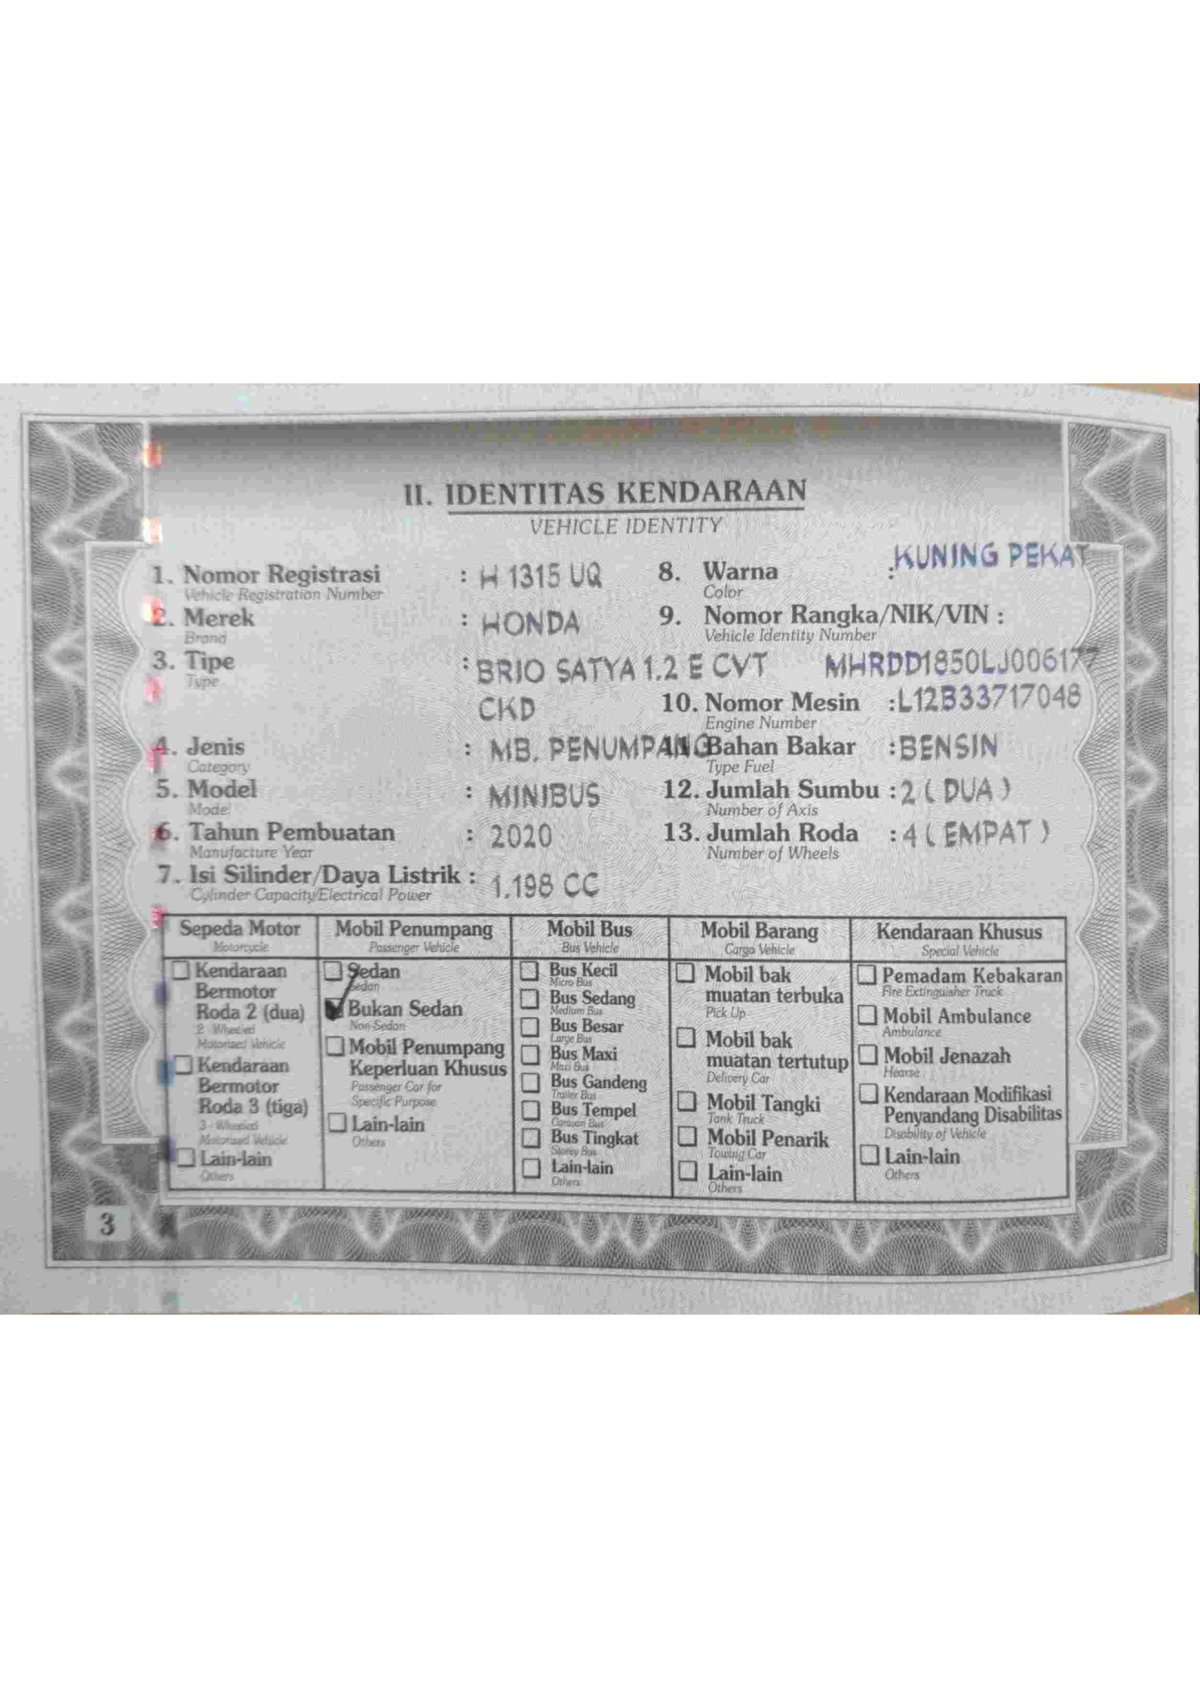 II. IDENTITAS KENDARAAN
VEHICLE IDENTITY
1. Nomor Registrasi : H 1315 UQ
Vehicle Registration Number
2. Merek : HONDA
Brand
3. Tipe : BRIO SATYA 1.2 E CVT
Type
CKD
4. Jenis : MB. PENUMPANG
Category
5. Model : MINIBUS
Model
6. Tahun Pembuatan : 2020
Manufacture Year
7. Isi Silinder/Daya Listrik : 1.198 CC
Cylinder Capacity/Electrical Power
8. Warna : KUNING PEKAT
Color
9. Nomor Rangka/NIK/VIN :
Vehicle Identity Number
MHRDD1850LJ006177
10. Nomor Mesin : L12B33717048
Engine Number
Bahan Bakar : BENSIN
Type Fuel
12. Jumlah Sumbu : 2 ( DUA )
Number of Axis
13. Jumlah Roda : 4 ( EMPAT )
Number of Wheels
Sepeda Motor
Motorcycle
Kendaraan
Bermotor
Roda 2 (dua)
2 Wheeled
Motorized Vehicle
Kendaraan
Bermotor
Roda 3 (tiga)
3 - Wheeled
Motorized Vehicle
Lain-lain
Others
Mobil Penumpang
Passenger Vehicle
Sedan
Sedan
Bukan Sedan
Non-Sedan
Mobil Penumpang
Keperluan Khusus
Passenger Car for
Specific Purpose
Lain-lain
Others
Mobil Bus
Bus Vehicle
Bus Kecil
Micro Bus
Bus Sedang
Medium Bus
Bus Besar
Large Bus
Bus Maxi
Maxi Bus
Bus Gandeng
Trailer Bus
Bus Tempel
Caravan Bus
Bus Tingkat
Storey Bus
Lain-lain
Others
Mobil Barang
Cargo Vehicle
Mobil bak
muatan terbuka
Pick Up
Mobil bak
muatan tertutup
Delivery Car
Mobil Tangki
Tank Truck
Mobil Penarik
Towing Car
Lain-lain
Others
Kendaraan Khusus
Special Vehicle
Pemadam Kebakaran
Fire Extinguisher Truck
Mobil Ambulance
Ambulance
Mobil Jenazah
Hearse
Kendaraan Modifikasi
Penyandang Disabilitas
Disability of Vehicle
Lain-lain
Others
3